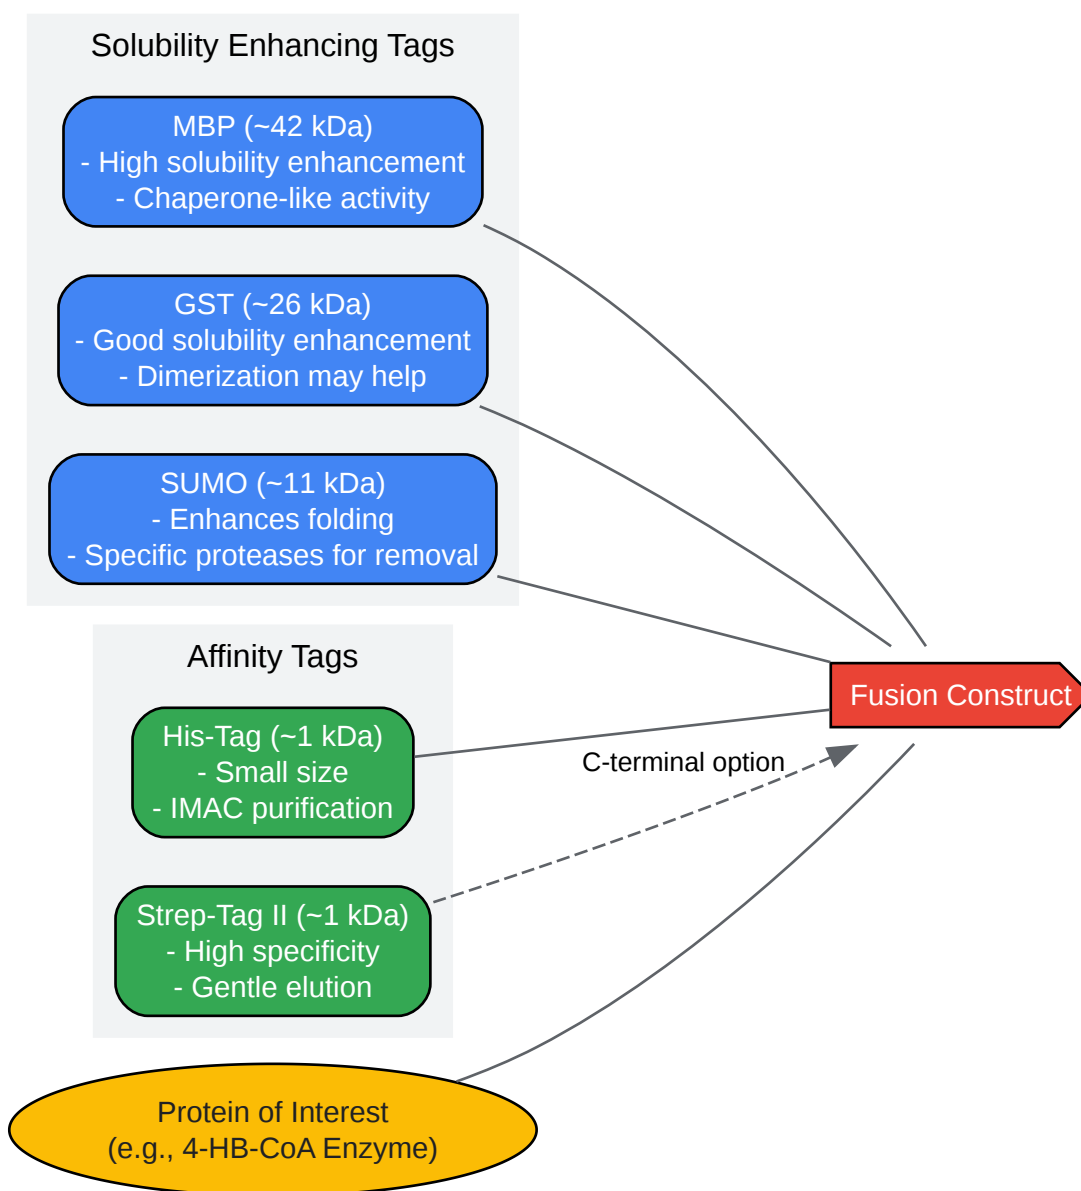 Solubility Enhancing Tags
MBP (~42 kDa)
- High solubility enhancement
- Chaperone-like activity
GST (~26 kDa)
- Good solubility enhancement
- Dimerization may help
SUMO (~11 kDa)
- Enhances folding
- Specific proteases for removal
Affinity Tags
His-Tag (~1 kDa)
- Small size
- IMAC purification
Strep-Tag II (~1 kDa)
- High specificity
- Gentle elution
C-terminal option
Fusion Construct
Protein of Interest
(e.g., 4-HB-CoA Enzyme)